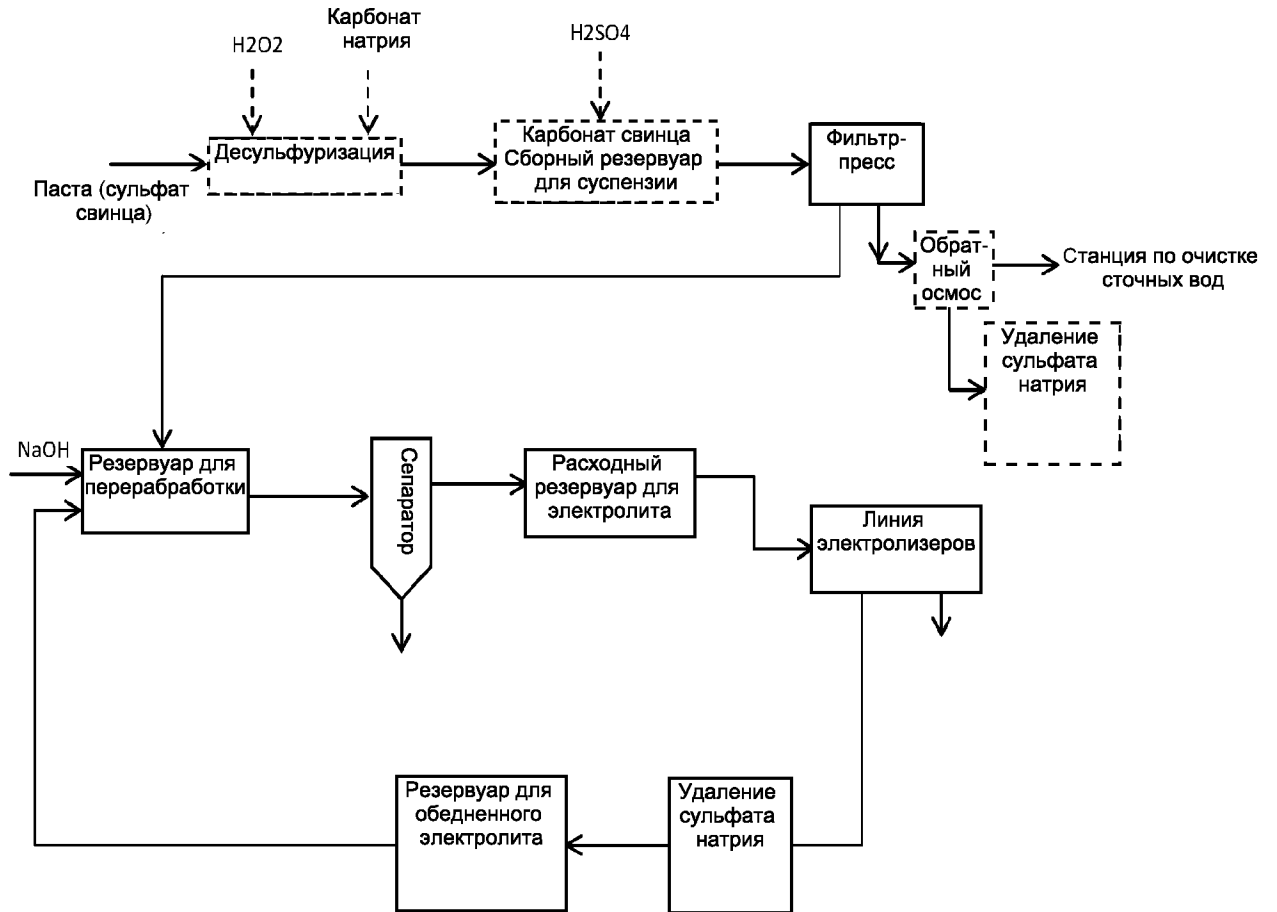 H2O2
Карбонат
натрия
H2SO4
Десульфуризация
Паста (сульфат
свинца)
Карбонат свинца
Сборный резервуар
для суспензии
Фильтр-
пресс
Обрат-
ный
осмос
Станция по очистке
сточных вод
Удаление
сульфата
натрия
NaOH
Резервуар для
перерабработки
Сепаратор
Расходный
резервуар для
электролита
Линия
электролизеров
Резервуар для
обедненного
электролита
Удаление
сульфата
натрия